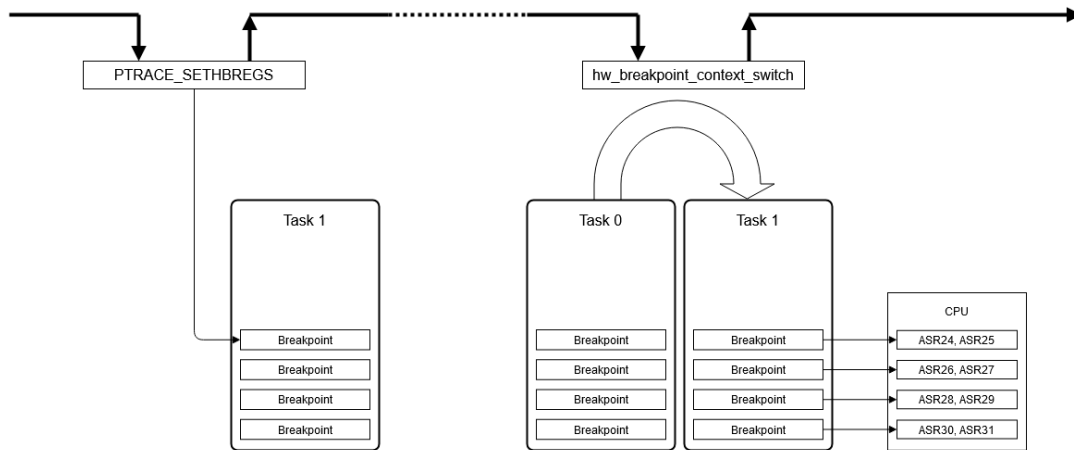 PTRACE_SETHBREGS
hw_breakpoint_context_switch
Task 1
Breakpoint
Breakpoint
Breakpoint
Breakpoint
Task 0
Breakpoint
Breakpoint
Breakpoint
Breakpoint
Task 1
Breakpoint
Breakpoint
Breakpoint
Breakpoint
CPU
ASR24, ASR25
ASR26, ASR27
ASR28, ASR29
ASR30, ASR31